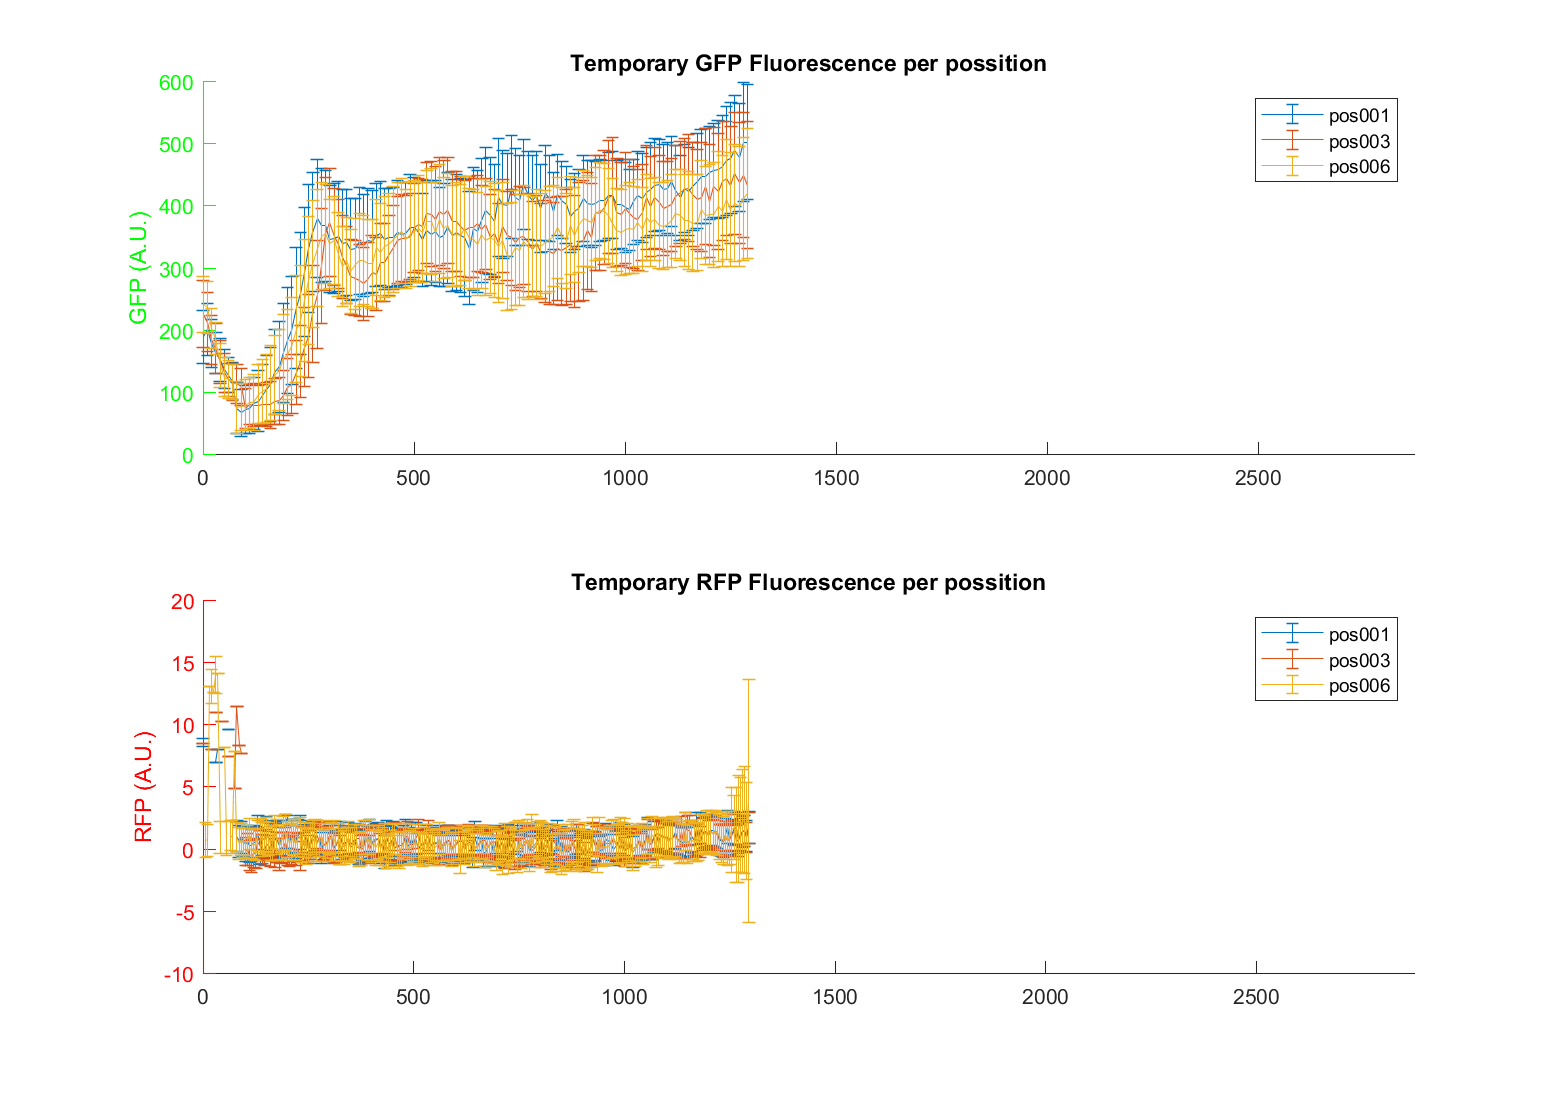 Temporary GFP Fluorescence per possition
600
500
400
300
200
100
0
GFP (A.U.)
0 500 1000 1500 2000 2500
pos001
pos003
pos006
Temporary RFP Fluorescence per possition
20
15
10
5
0
-5
-10
RFP (A.U.)
0 500 1000 1500 2000 2500
pos001
pos003
pos006